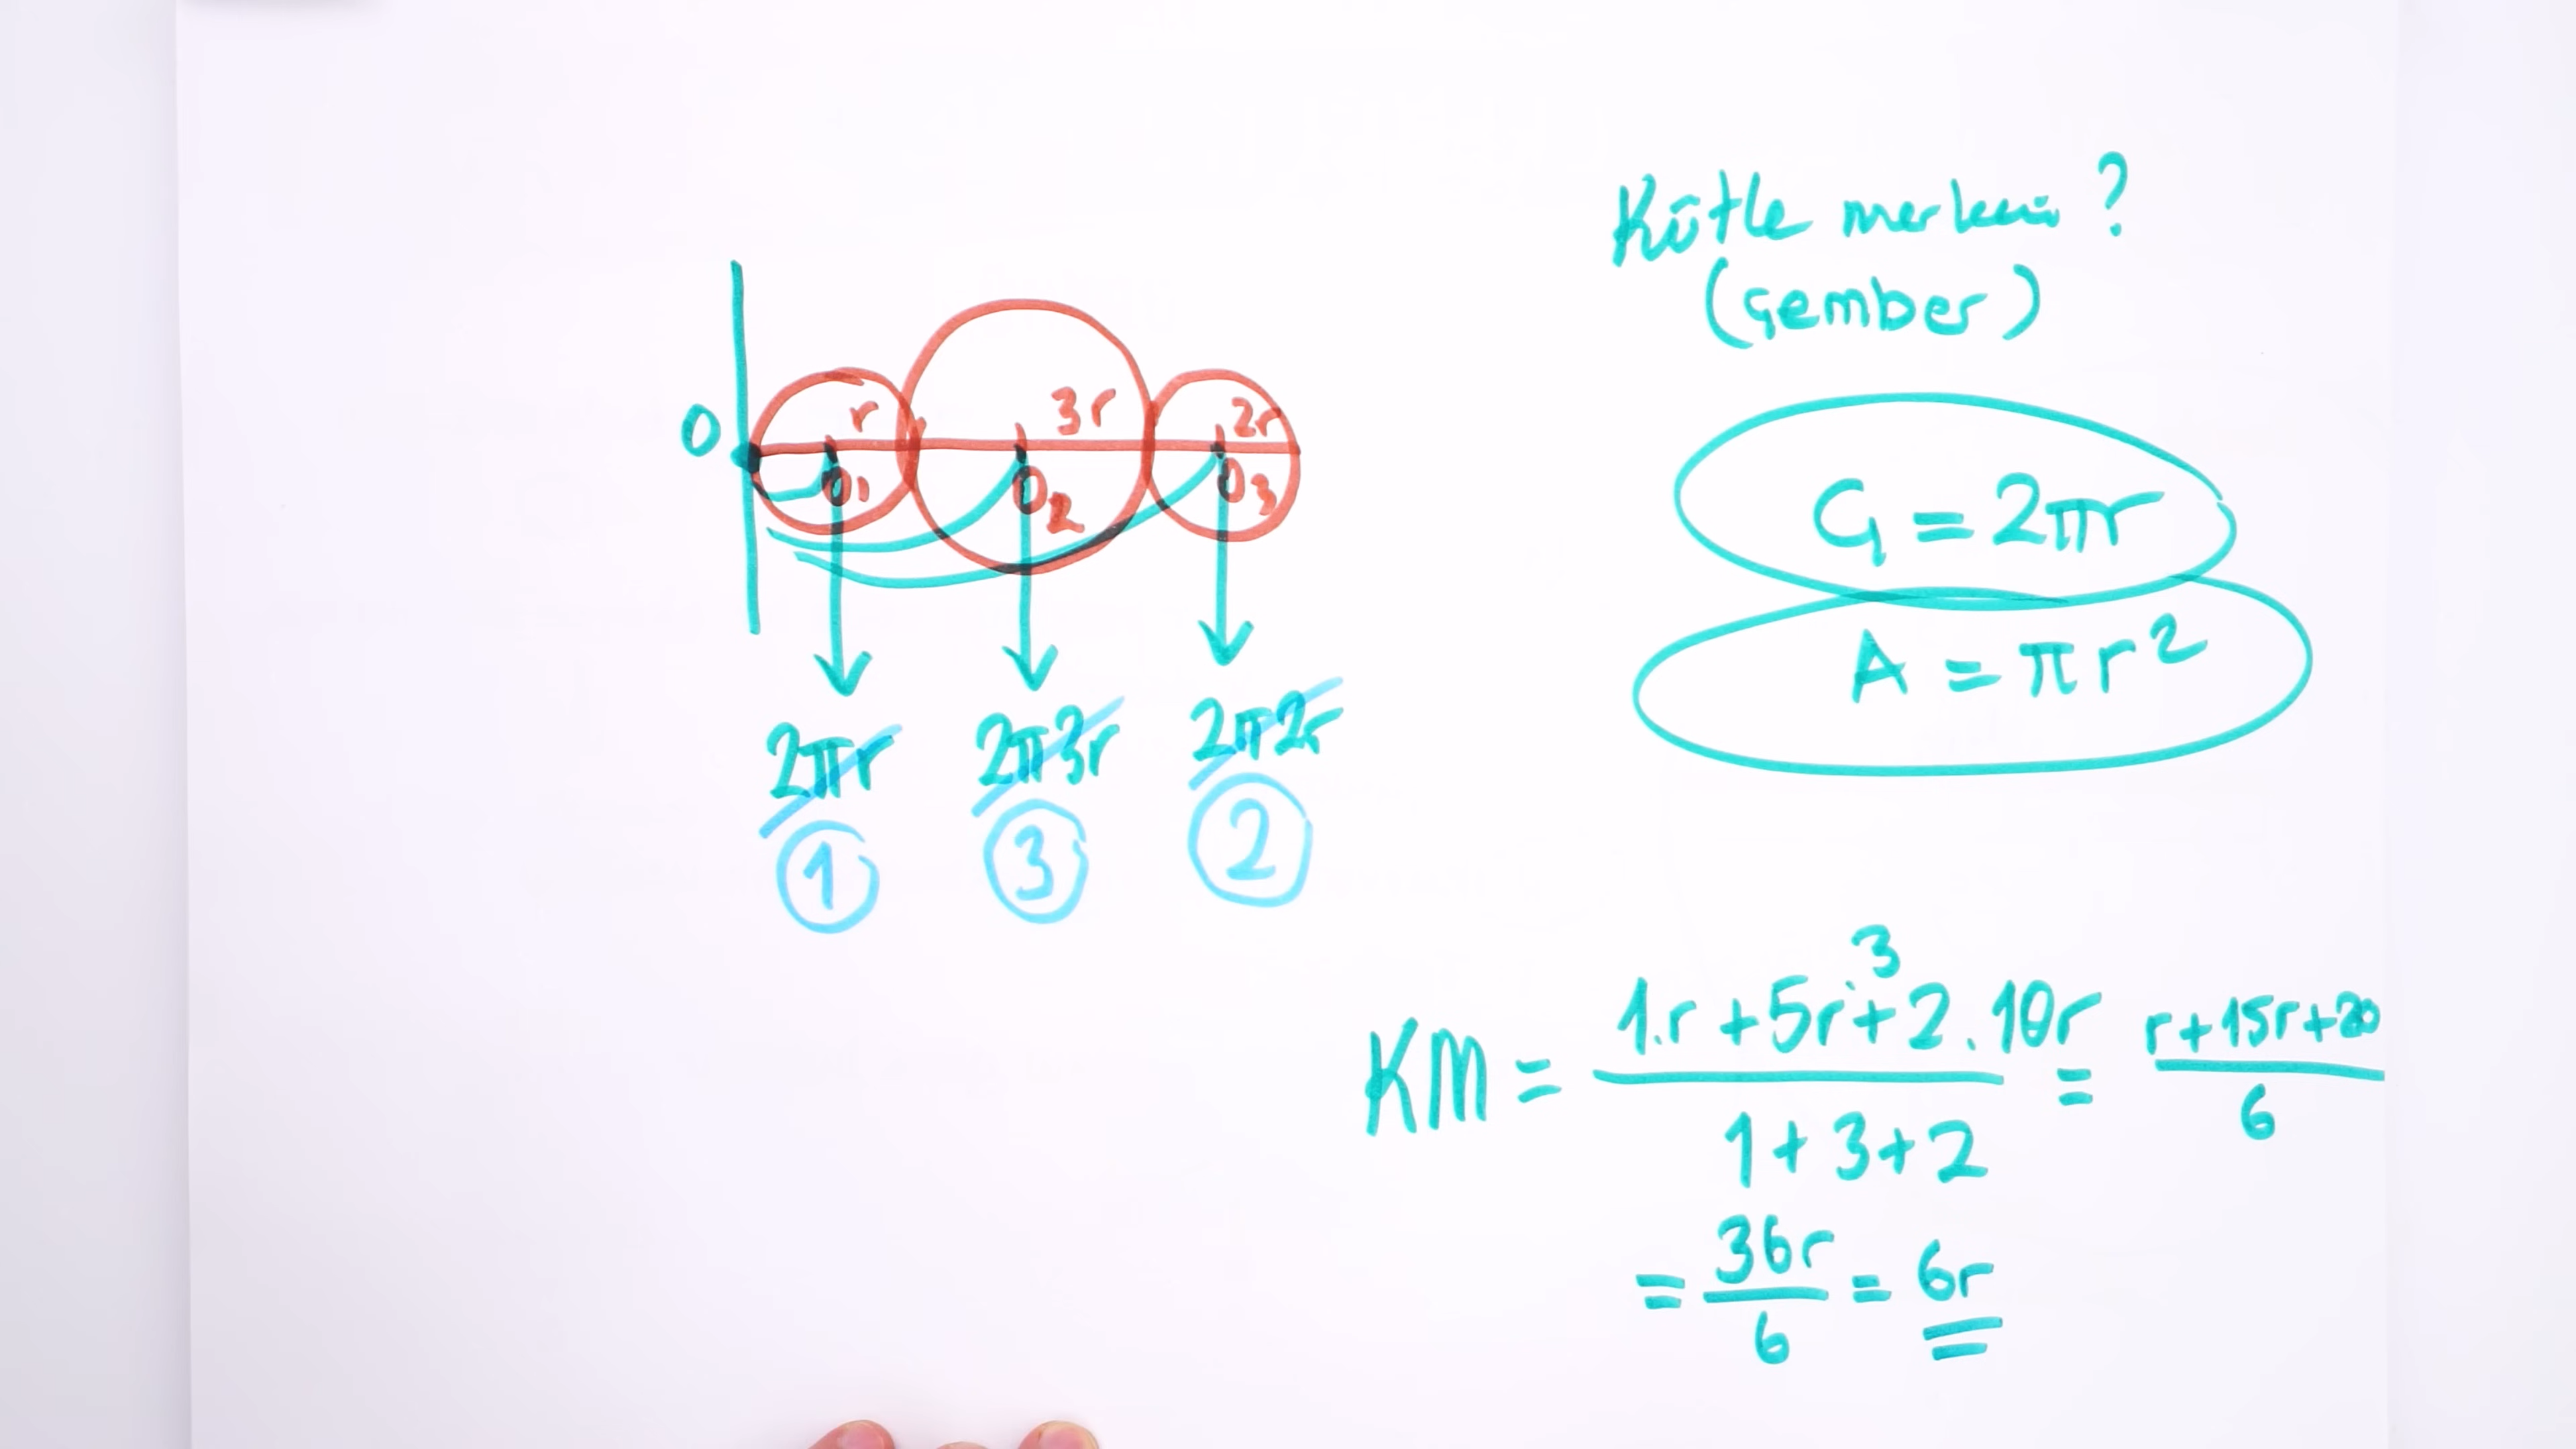 Kütle merkezi ?
(çember)
0
r
3r
2r
O1
O2
O3
Ç = 2πr
A = πr²
2πr
2π3r
2π2r
1
3
2
KM = 1.r + 5r.3 + 2.10r / 1 + 3 + 2 = r + 15r + 20 / 6
= 36r / 6 = 6r